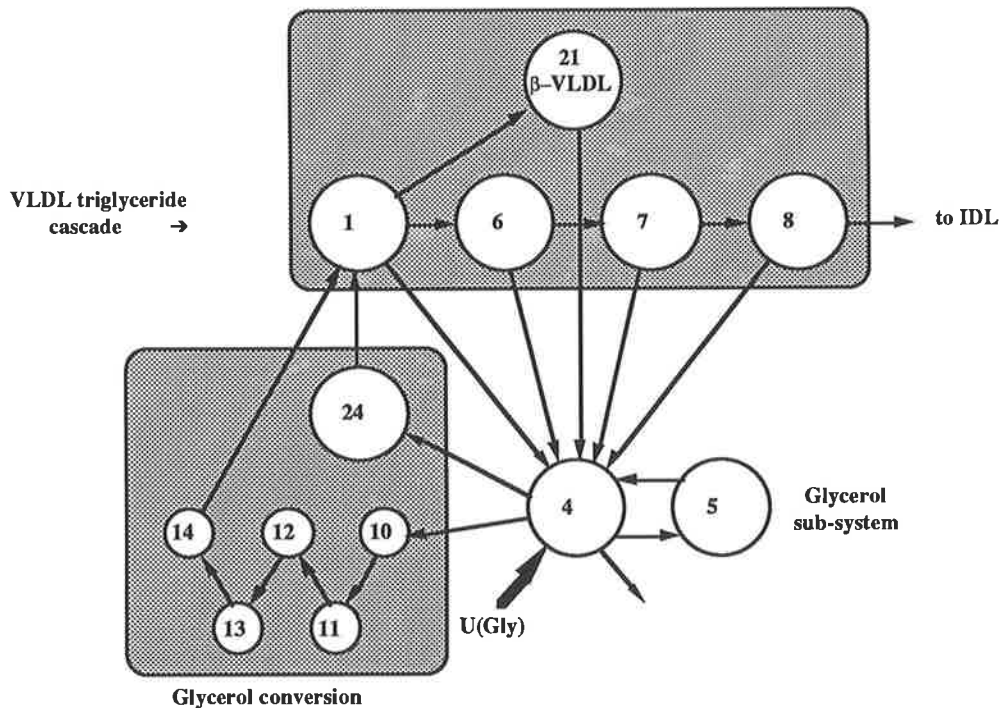 21
β–VLDL
VLDL triglyceride
cascade →
1
6
7
8
to IDL
24
4
5
Glycerol
sub-system
14
12
10
13
11
U(Gly)
Glycerol conversion